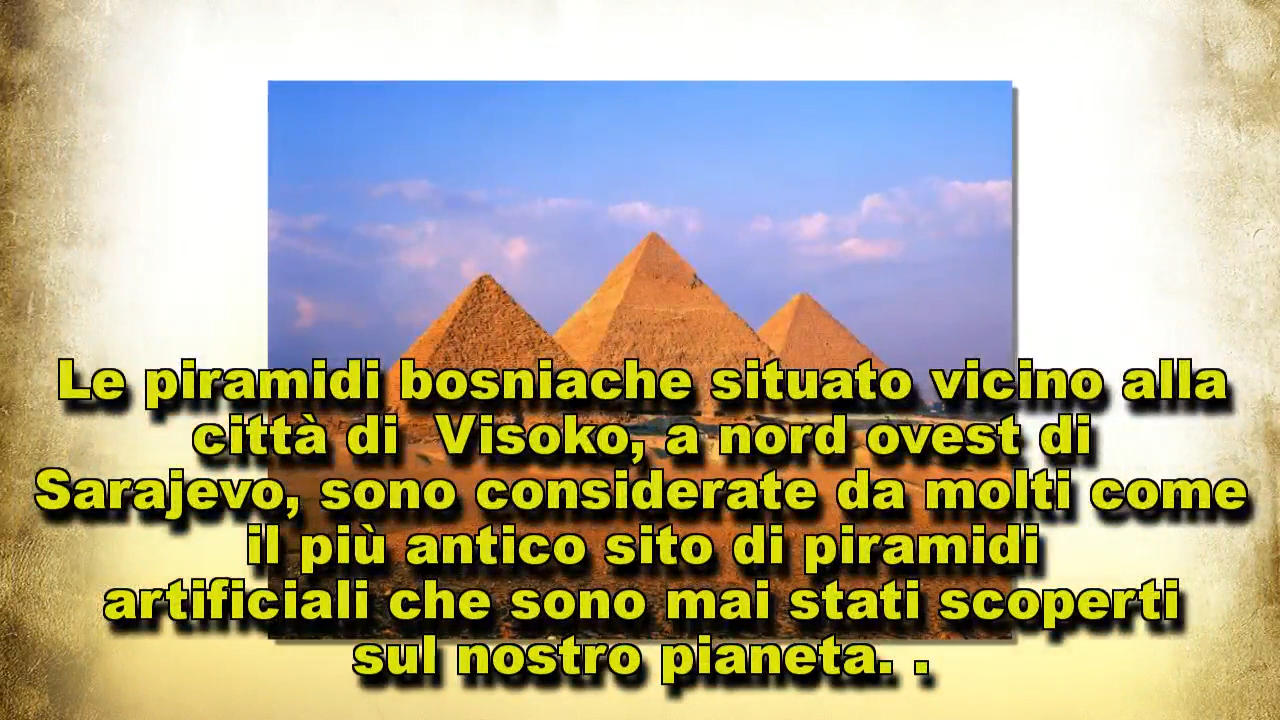 Le piramidi bosniache situato vicino alla
città di  Visoko, a nord ovest di
Sarajevo, sono considerate da molti come
il più antico sito di piramidi
artificiali che sono mai stati scoperti
sul nostro pianeta. .